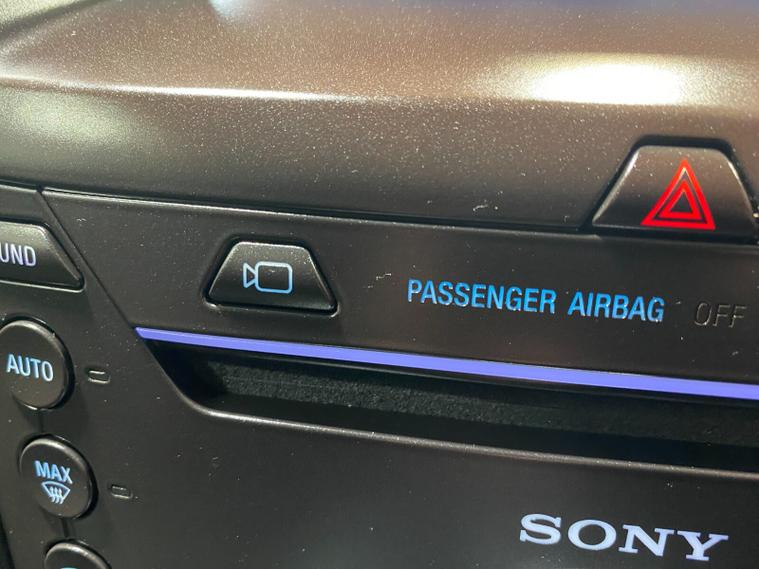 UND
PASSENGER AIRBAG OFF
AUTO
MAX
SONY